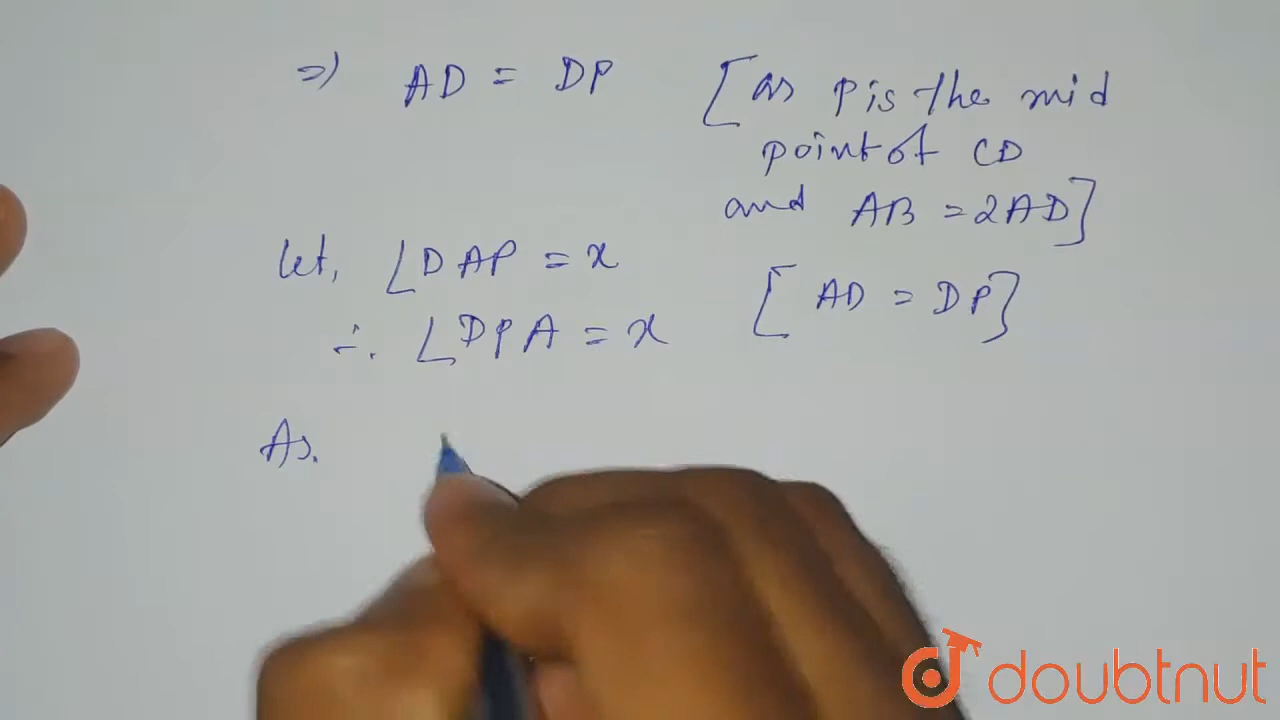 ⇒) AD = DP [as P is the mid
point of CD
and AB = 2AD]
let, ∠DAP = x
∴ ∠DPA = x [AD = DP]
As.
doubtnut